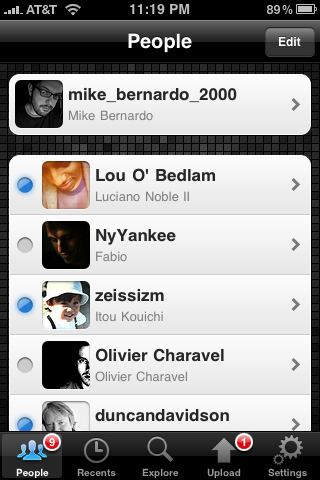 AT&T 11:19 PM 89%
People Edit
mike_bernardo_2000
Mike Bernardo
Lou O' Bedlam
Luciano Noble II
NyYankee
Fabio
zeissizm
Itou Kouichi
Olivier Charavel
Olivier Charavel
duncandavidson
9 1
People Recents Explore Upload Settings